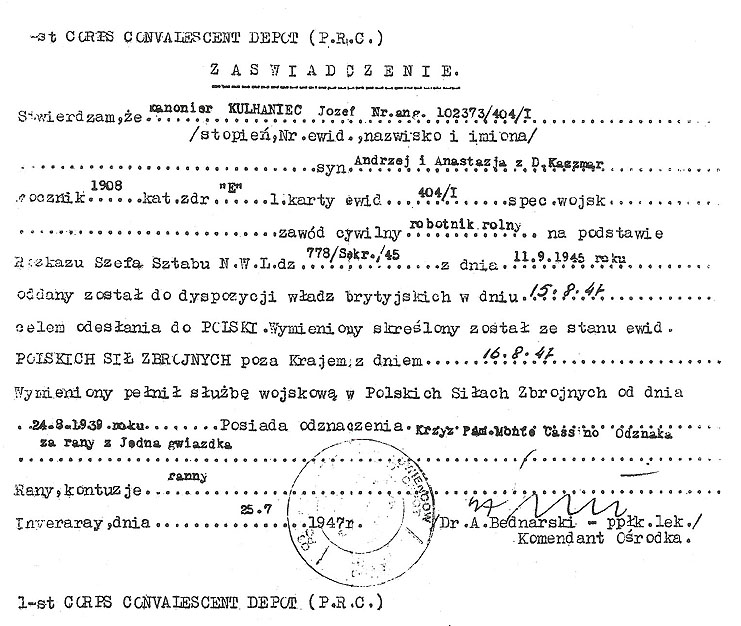 -st CORPS CONVALESCENT DEPOT (P.R.C.)
ZASWIADCZENIE.
Stwierdzam,że kanonier KULHANIEC Jozef Nr.ang. 102373/404/I
/stopień,Nr.ewid.,nazwisko i imiona/
syn Andrzej i Anastazja z D.Kaczmar
rocznik 1908 kat.zdr "E" l.karty ewid 404/I spec.wojsk
zawód cywilny robotnik rolny na podstawie
Rozkazu Szefa Sztabu N.W.L.dz 778/Sekr./45 z dnia 11.9.1945 roku
oddany został do dyspozycji władz brytyjskich w dniu 15.8.47
celem odesłania do POLSKI.Wymieniony skreślony został ze stanu ewid.
POLSKICH SIŁ ZBROJNYCH poza Krajem,z dniem 16.8.47
Wymieniony pełnił służbę wojskową w Polskich Siłach Zbrojnych od dnia
24-8-1939 roku Posiada odznaczenia Krzyz Pam.Monte Cassino Odznaka
za rany z Jedna gwiazdka
Rany,kontuzje ranny
Inveraray,dnia 25.7 1947r. /Dr.A.Bednarski - ppłk.lek./
Komendant Ośrodka.
1-st CORPS CONVALESCENT DEPOT (P.R.C.)